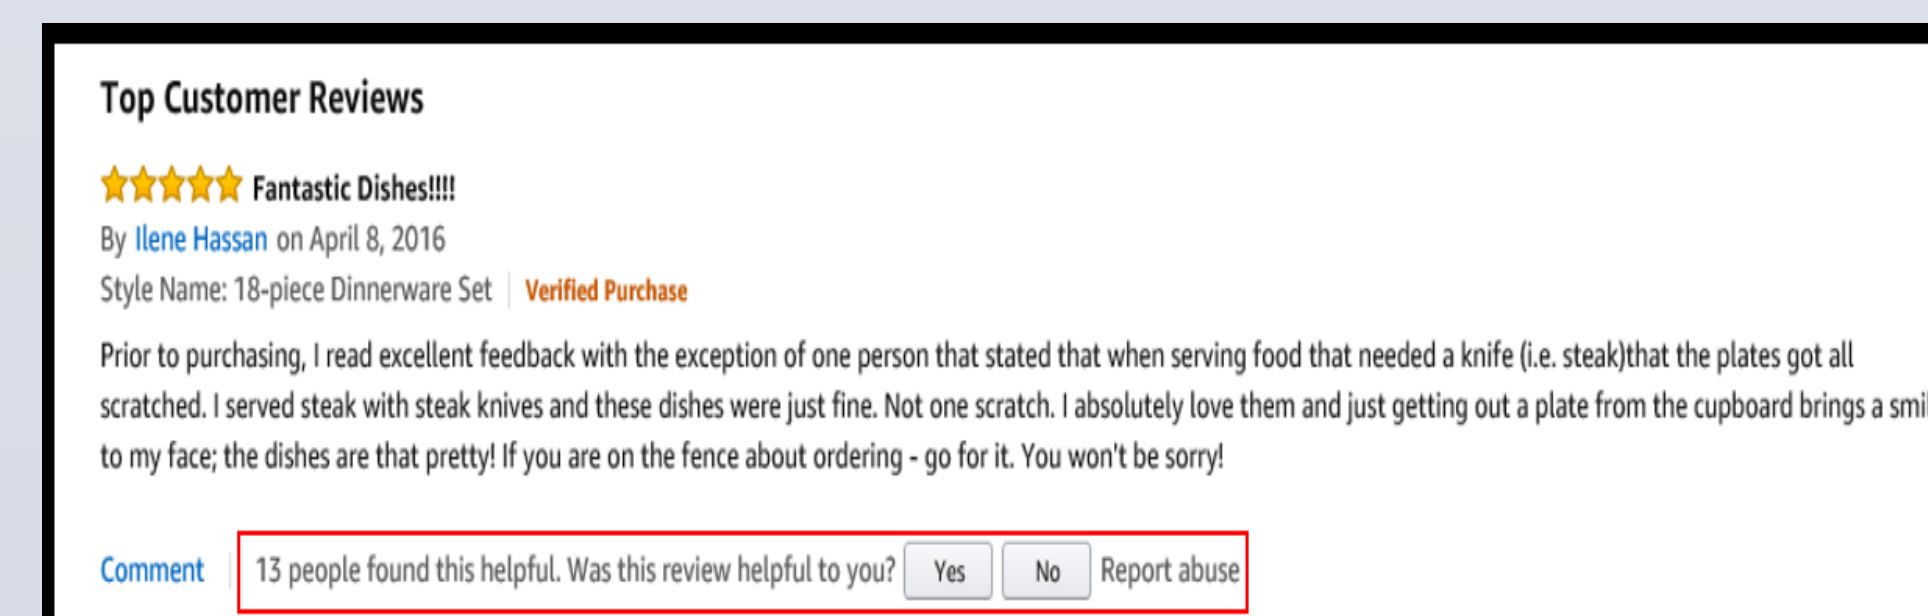 Top Customer Reviews
Fantastic Dishes!!!!
By Ilene Hassan on April 8, 2016
Style Name: 18-piece Dinnerware Set Verified Purchase
Prior to purchasing, I read excellent feedback with the exception of one person that stated that when serving food that needed a knife (i.e. steak)that the plates got all
scratched. I served steak with steak knives and these dishes were just fine. Not one scratch. I absolutely love them and just getting out a plate from the cupboard brings a
to my face; the dishes are that pretty! If you are on the fence about ordering - go for it. You won't be sorry!
Comment 13 people found this helpful. Was this review helpful to you? Yes No Report abuse